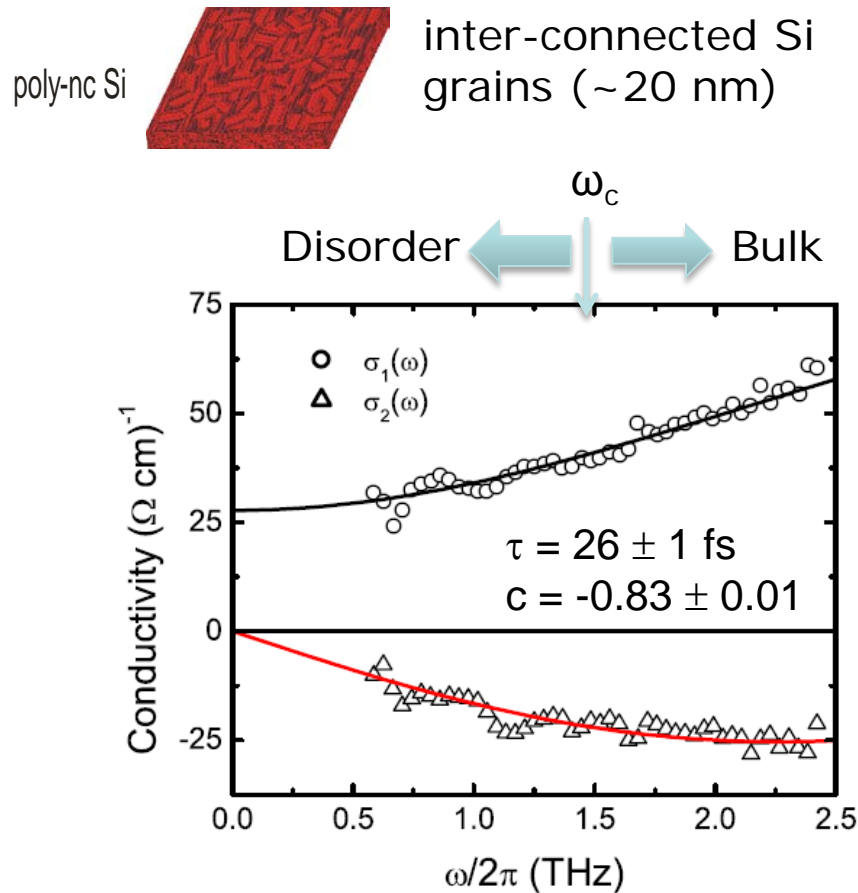 poly-nc Si
inter-connected Si
grains (~20 nm)
ω_c
Disorder
Bulk
75
50
25
0
-25
σ₁(ω)
σ₂(ω)
τ = 26 ± 1 fs
c = -0.83 ± 0.01
Conductivity (Ω cm)⁻¹
0.0 0.5 1.0 1.5 2.0 2.5
ω/2π (THz)